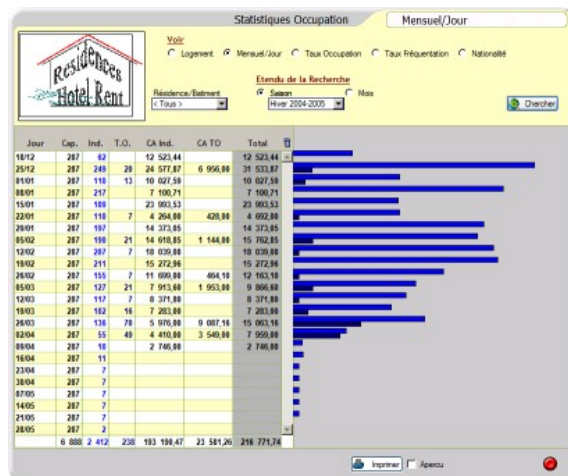 Statistiques Occupation
Mensuel/Jour
Residences
Hotel Rent
Voir
Logement Mensuel/Jour Taux Occupation Taux Fréquentation Nationalité
Etendu de la Recherche
Résidence/Batiment Saison Mois
< Tous > Hiver 2004-2005 Chercher
Jour Cap. Ind. T.O. CA Ind. CA TO Total
18/12 287 62 12 523,44 12 523,44
25/12 287 249 20 24 577,87 6 956,00 31 533,87
01/01 287 110 13 10 027,50 10 027,50
08/01 287 217 7 100,71 7 100,71
15/01 287 109 23 993,53 23 993,53
22/01 287 110 7 4 264,00 428,00 4 692,00
29/01 287 197 14 373,05 14 373,05
05/02 287 190 21 14 618,85 1 144,00 15 762,85
12/02 287 207 7 18 039,00 18 039,00
19/02 287 211 15 272,96 15 272,96
26/02 287 155 7 11 699,00 464,10 12 163,10
05/03 287 127 21 7 913,60 1 953,00 9 866,60
12/03 287 117 7 8 371,80 8 371,80
19/03 287 102 16 7 283,00 7 283,00
26/03 287 136 70 5 976,00 9 087,16 15 063,16
02/04 287 55 49 4 410,00 3 549,00 7 959,00
09/04 287 10 2 746,00 2 746,00
16/04 287 11
23/04 287 7
30/04 287 7
07/05 287 7
14/05 287 7
21/05 287 7
28/05 287 2
6 888 2 412 238 193 190,47 23 581,26 216 771,74
Imprimer Apercu